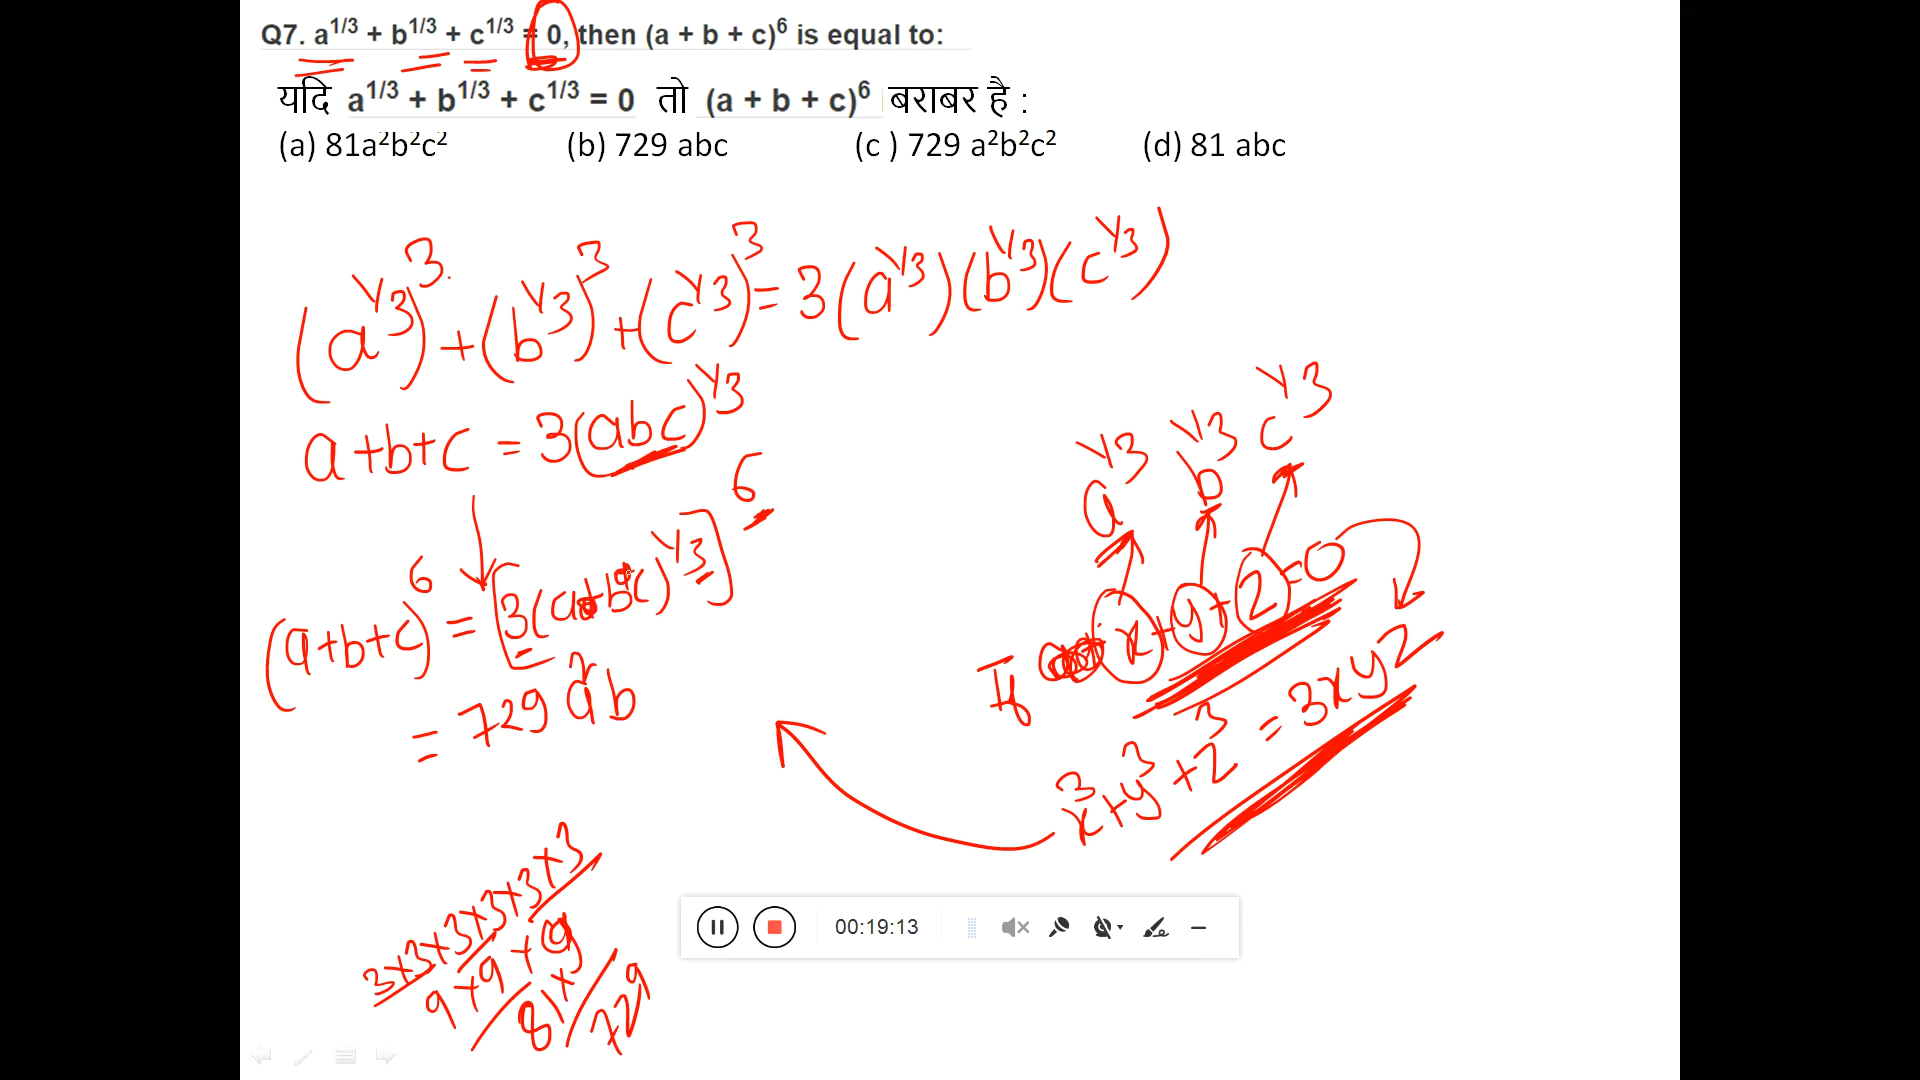 Q7. a^1/3 + b^1/3 + c^1/3 = 0, then (a + b + c)^6 is equal to:
यदि a^1/3 + b^1/3 + c^1/3 = 0 तो (a + b + c)^6 बराबर है :
(a) 81a²b²c² (b) 729 abc (c ) 729 a²b²c² (d) 81 abc
(a^1/3)^3 + (b^1/3)^3 + (c^1/3)^3 = 3(a^1/3)(b^1/3)(c^1/3)
a+b+c = 3(abc)^1/3
(a+b+c)^6 = [3(abc)^1/3]^6
= 729 a²b
3×3×3×3×3×3
9×9×9
81×
729
a^1/3 b^1/3 c^1/3
If x+y+z=0
x³+y³+z³=3xyz
00:19:13